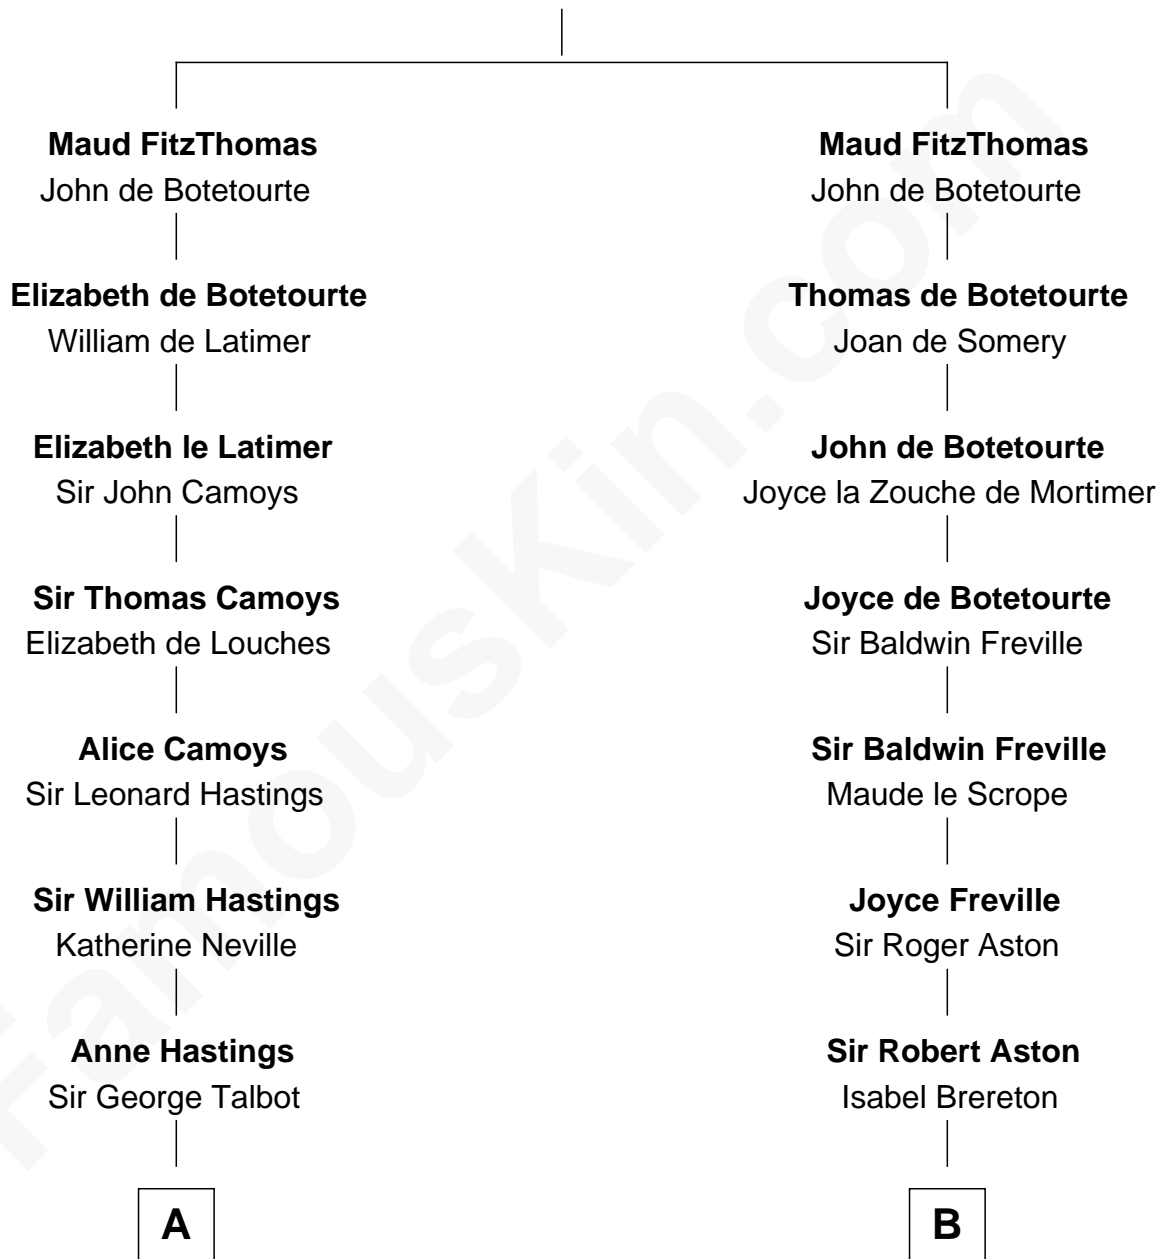 Maud FitzThomas
John de Botetourte
Elizabeth de Botetourte
William de Latimer
Elizabeth le Latimer
Sir John Camoys
Sir Thomas Camoys
Elizabeth de Louches
Alice Camoys
Sir Leonard Hastings
Sir William Hastings
Katherine Neville
Anne Hastings
Sir George Talbot
A
Maud FitzThomas
John de Botetourte
Thomas de Botetourte
Joan de Somery
John de Botetourte
Joyce la Zouche de Mortimer
Joyce de Botetourte
Sir Baldwin Freville
Sir Baldwin Freville
Maude le Scrope
Joyce Freville
Sir Roger Aston
Sir Robert Aston
Isabel Brereton
B
FamousKin.com